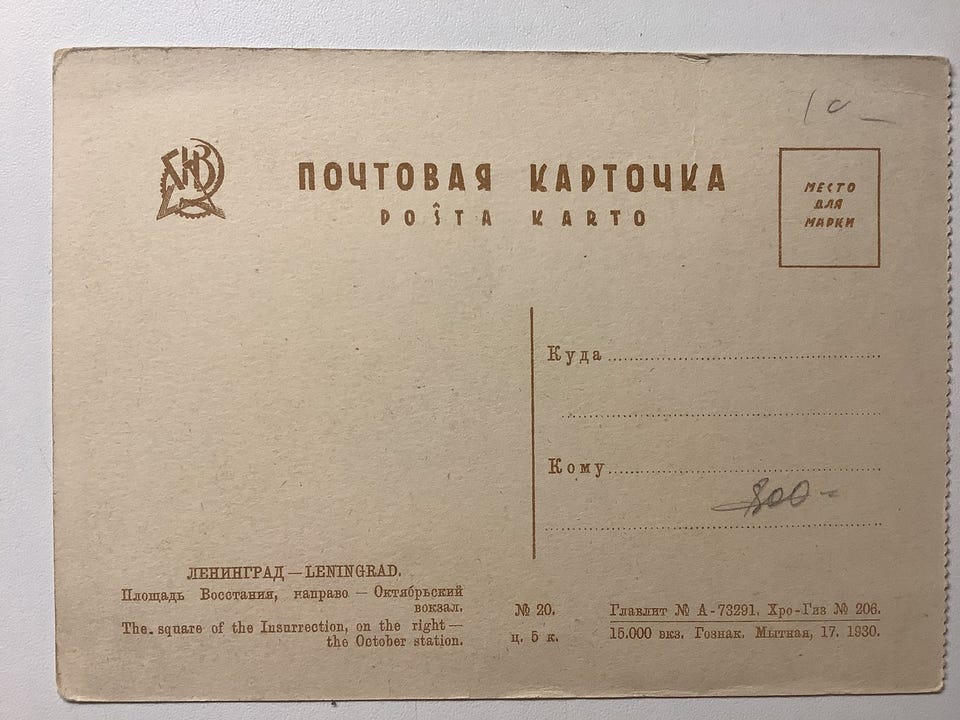 10 -
ПОЧТОВАЯ КАРТОЧКА
POŜTA KARTO
МЕСТО
ДЛЯ
МАРКИ
Куда
Кому
800 -
ЛЕНИНГРАД — LENINGRAD.
Площадь Восстания, направо — Октябрьский
вокзал.
The square of the Insurrection, on the right —
the October station.
№ 20.
ц. 5 к.
Главлит № А-73291. Хро-Гиз № 206.
15.000 экз. Гознак. Мытная, 17. 1930.